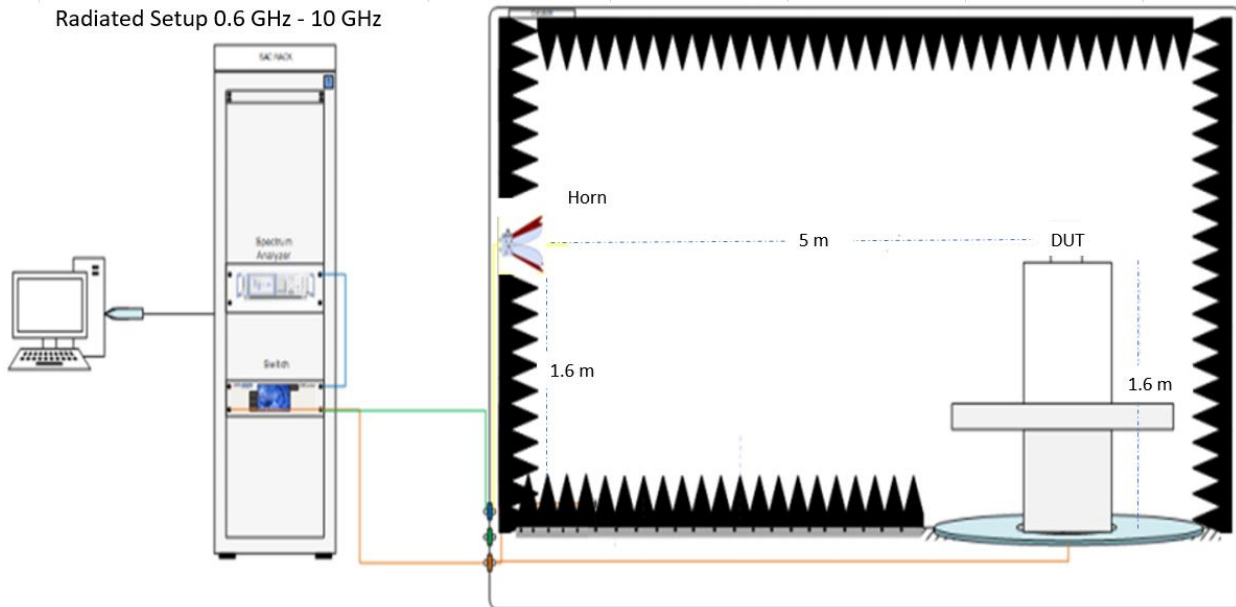 Radiated Setup 0.6 GHz - 10 GHz
SAC RACK
Spectrum
Analyzer
Switch
Horn
5 m
DUT
1.6 m
1.6 m